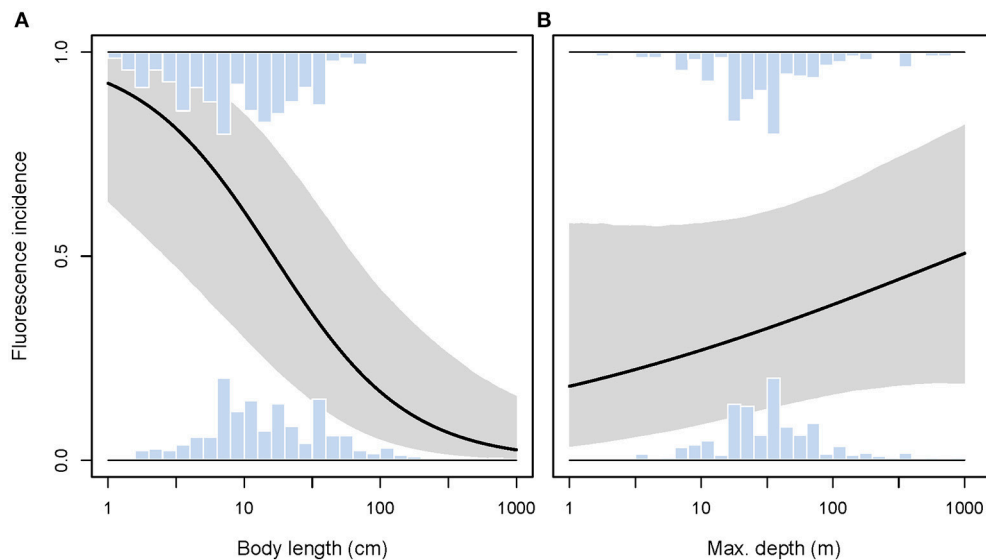 A
B
Fluorescence incidence
1.0
0.5
0.0
1 10 100 1000
1 10 100 1000
Body length (cm)
Max. depth (m)